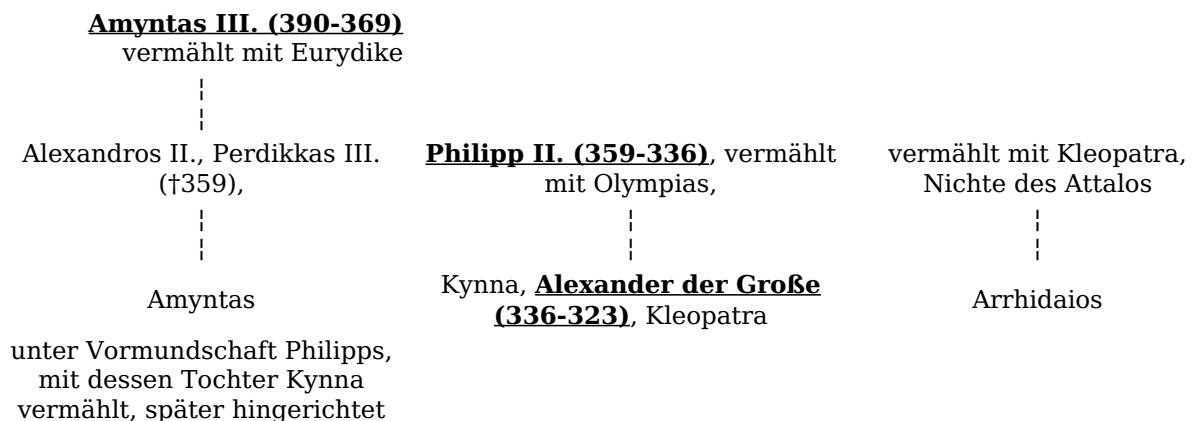 Amyntas III. (390-369)
vermählt mit Eurydike
Alexandros II., Perdikkas III.
(†359),
Philipp II. (359-336), vermählt
mit Olympias,
vermählt mit Kleopatra,
Nichte des Attalos
Amyntas
unter Vormundschaft Philipps,
mit dessen Tochter Kynna
vermählt, später hingerichtet
Kynna, Alexander der Große
(336-323), Kleopatra
Arrhidaios